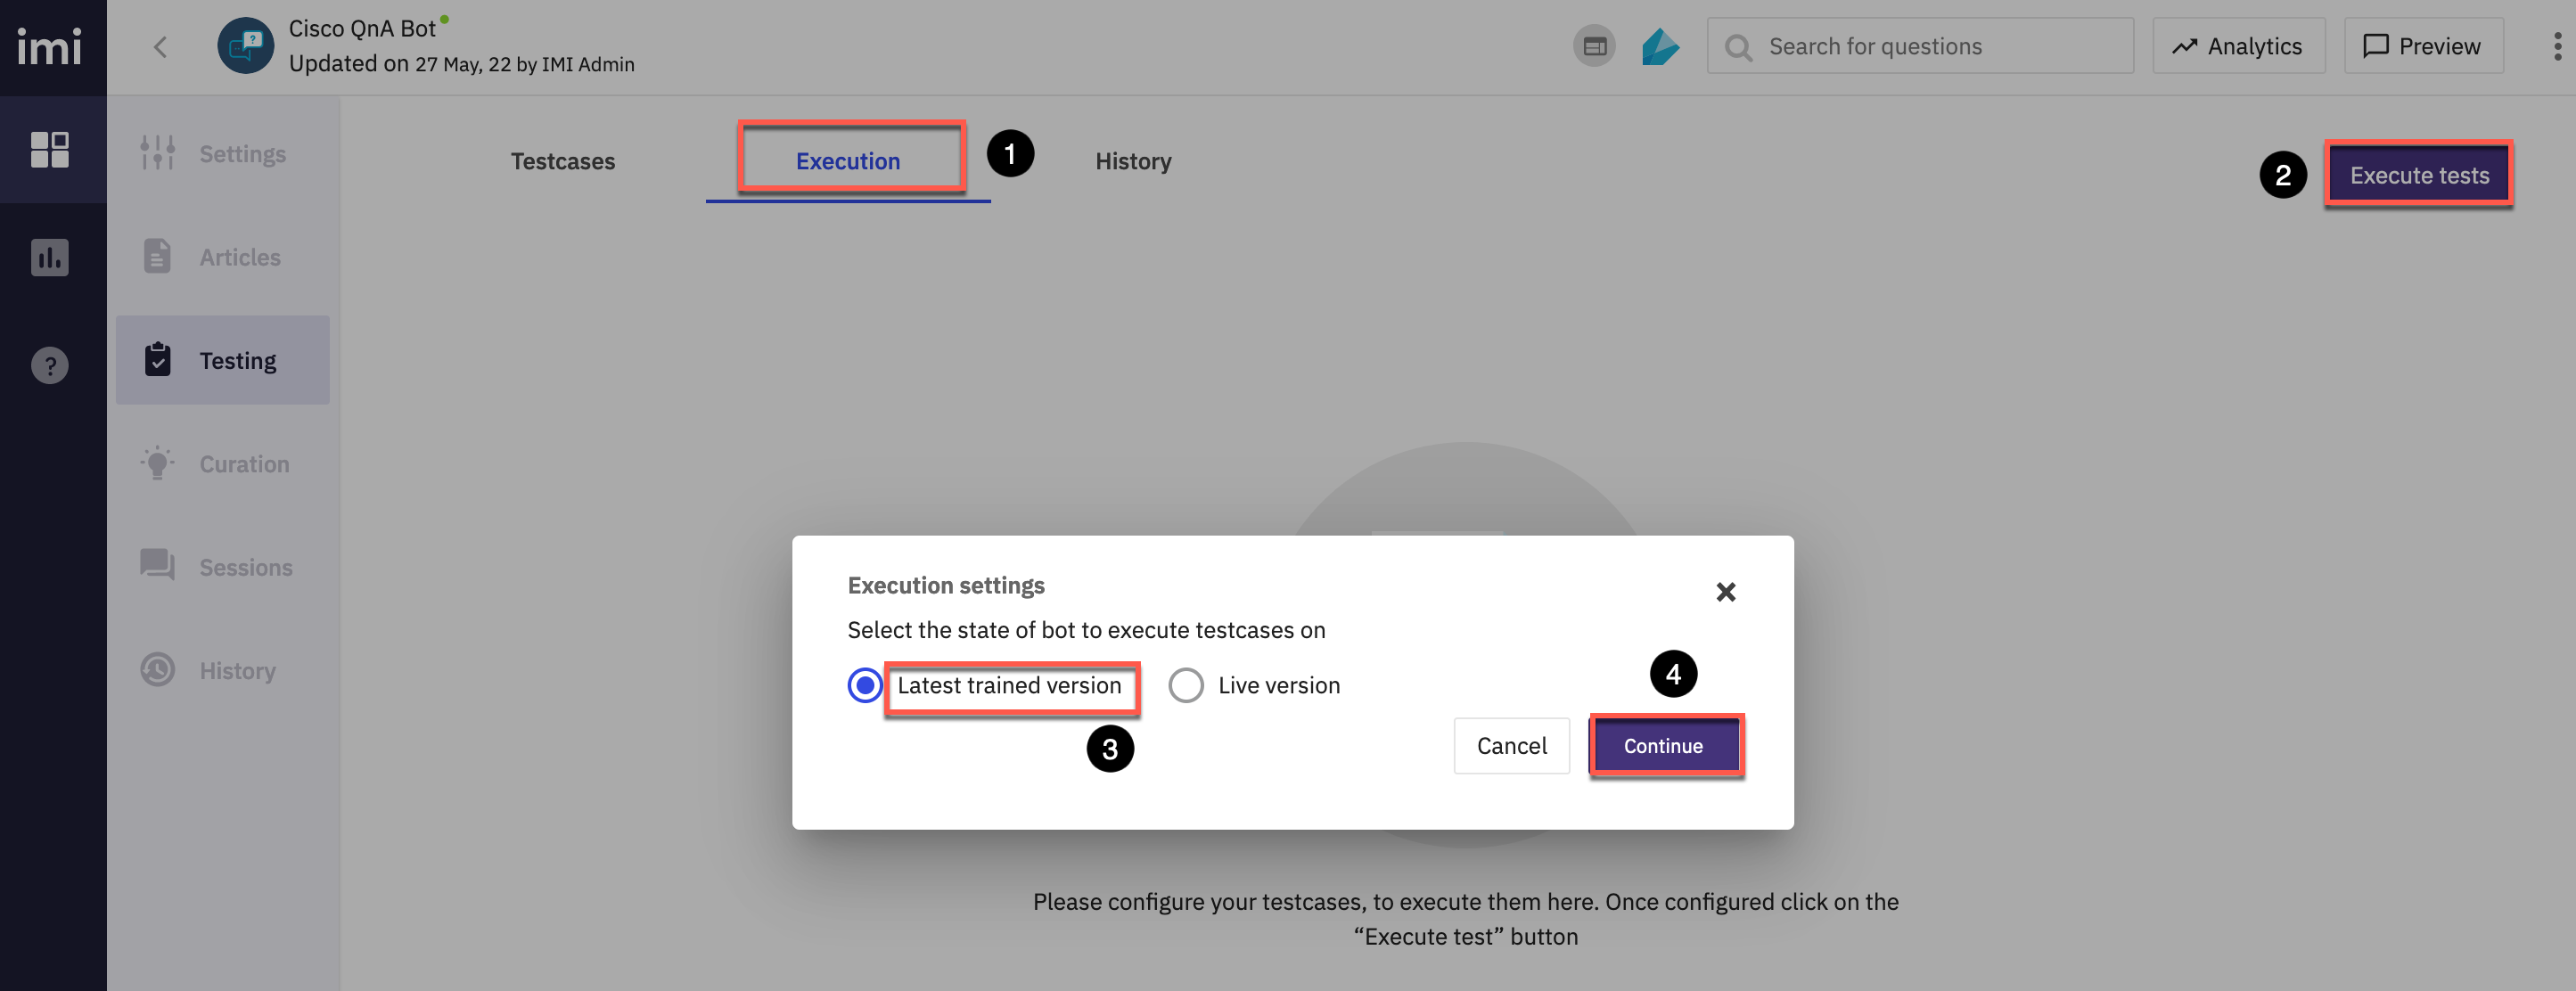 imi
Cisco QnA Bot
Updated on 27 May, 22 by IMI Admin
Search for questions
Analytics
Preview
Settings
Articles
Testing
Curation
Sessions
History
Testcases
Execution
1
History
2
Execute tests
Execution settings
Select the state of bot to execute testcases on
Latest trained version
Live version
3
4
Cancel
Continue
Please configure your testcases, to execute them here. Once configured click on the
“Execute test” button